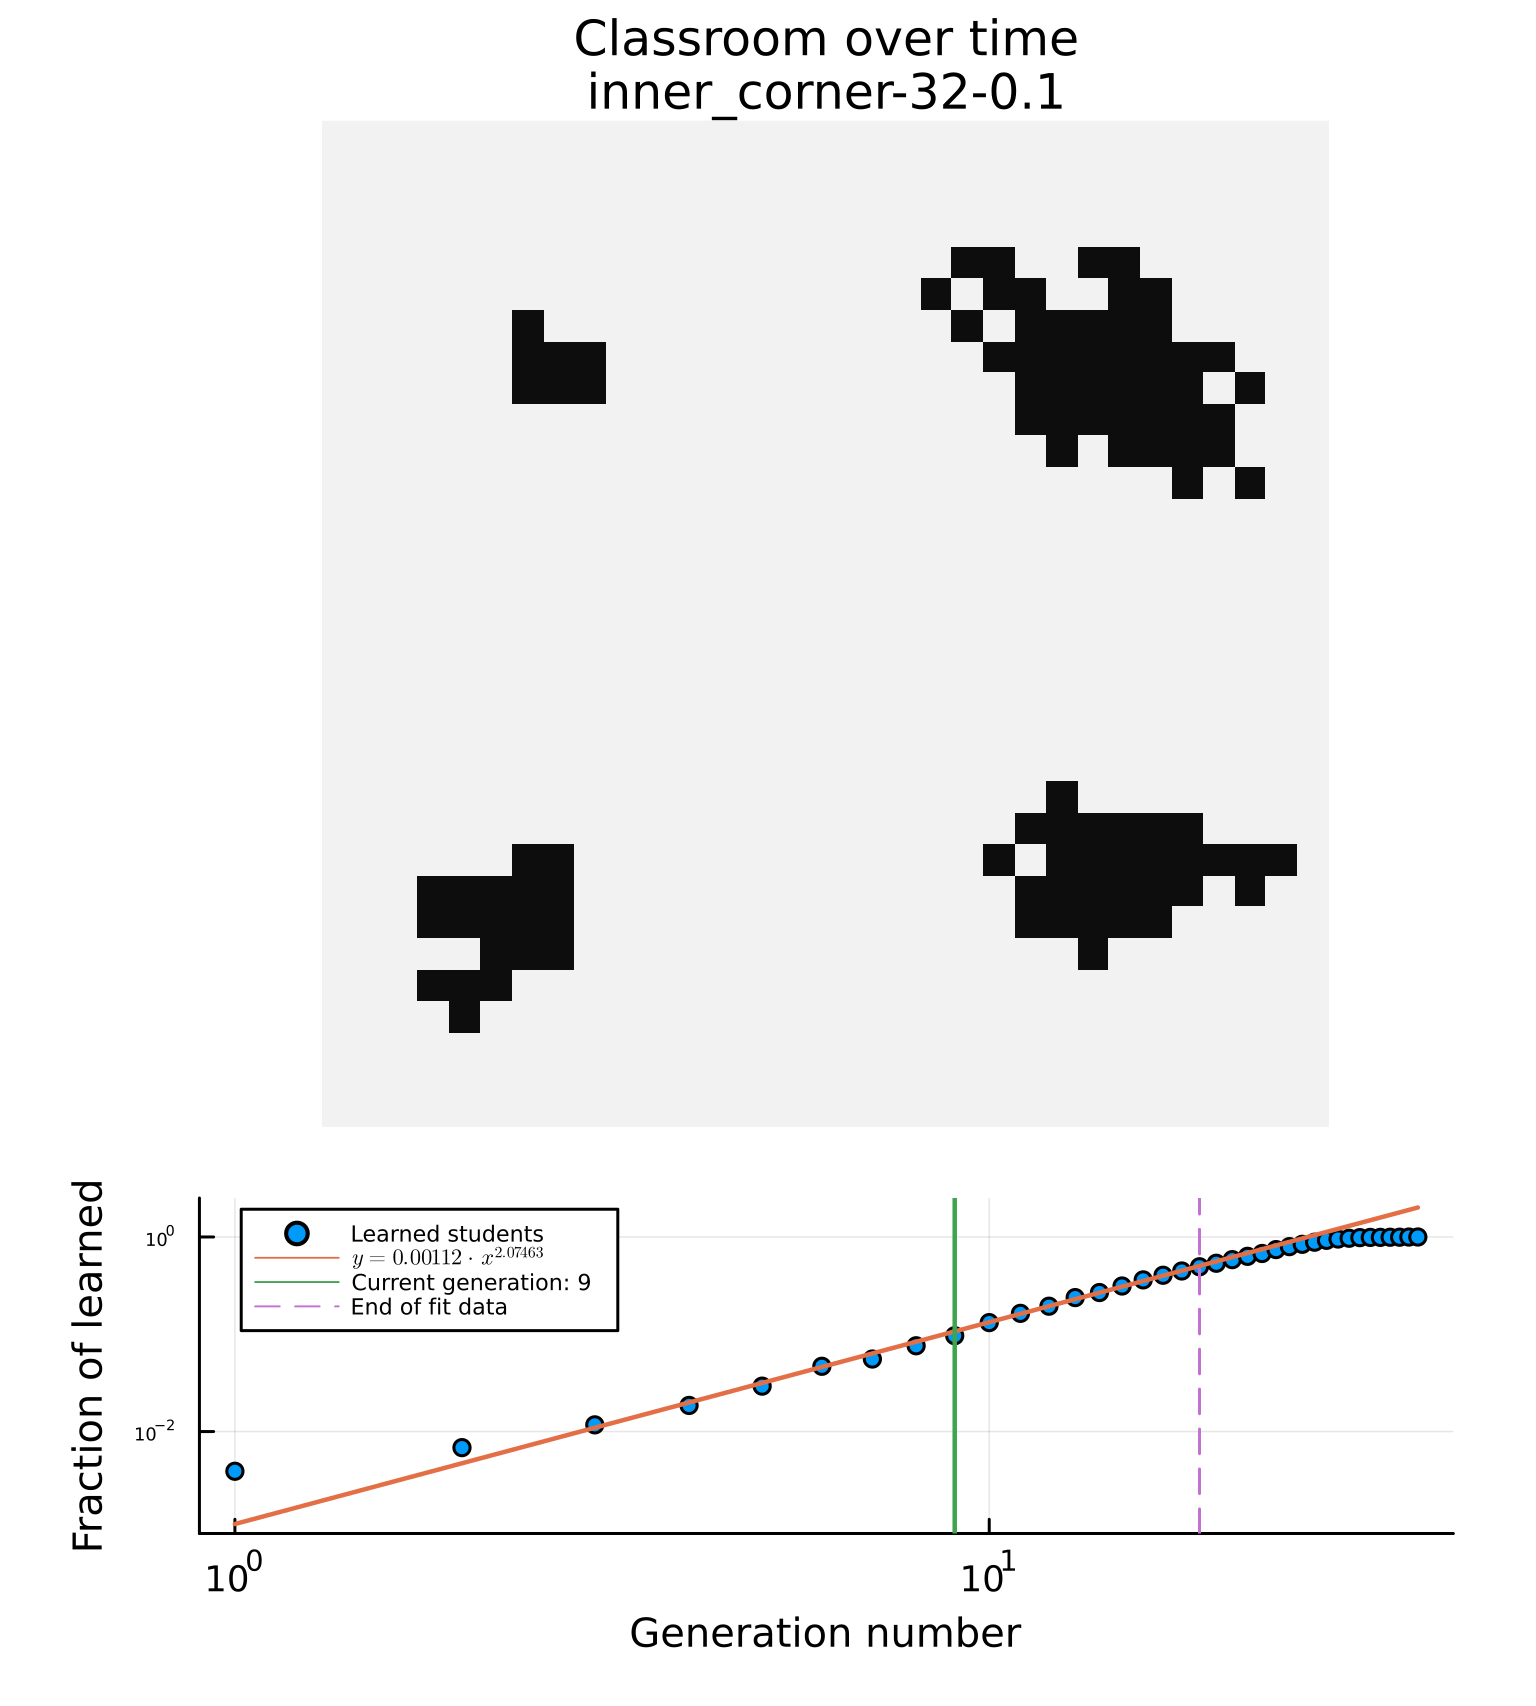 Classroom over time
inner_corner-32-0.1
Fraction of learned
10^0
10^-2
Learned students
y = 0.00112 · x^2.07463
Current generation: 9
End of fit data
10^0
10^1
Generation number